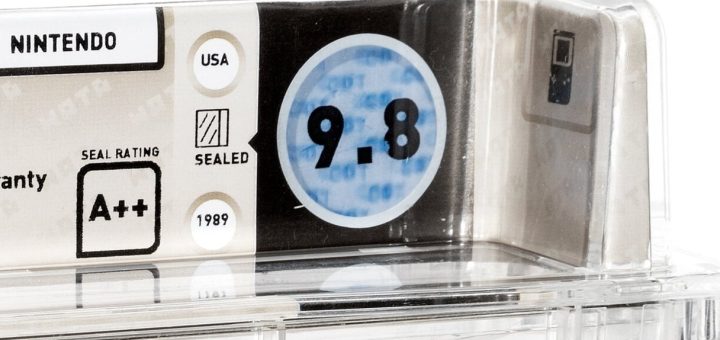 NINTENDO
USA
SEALED
9.8
SEAL RATING
anty
A++
1989